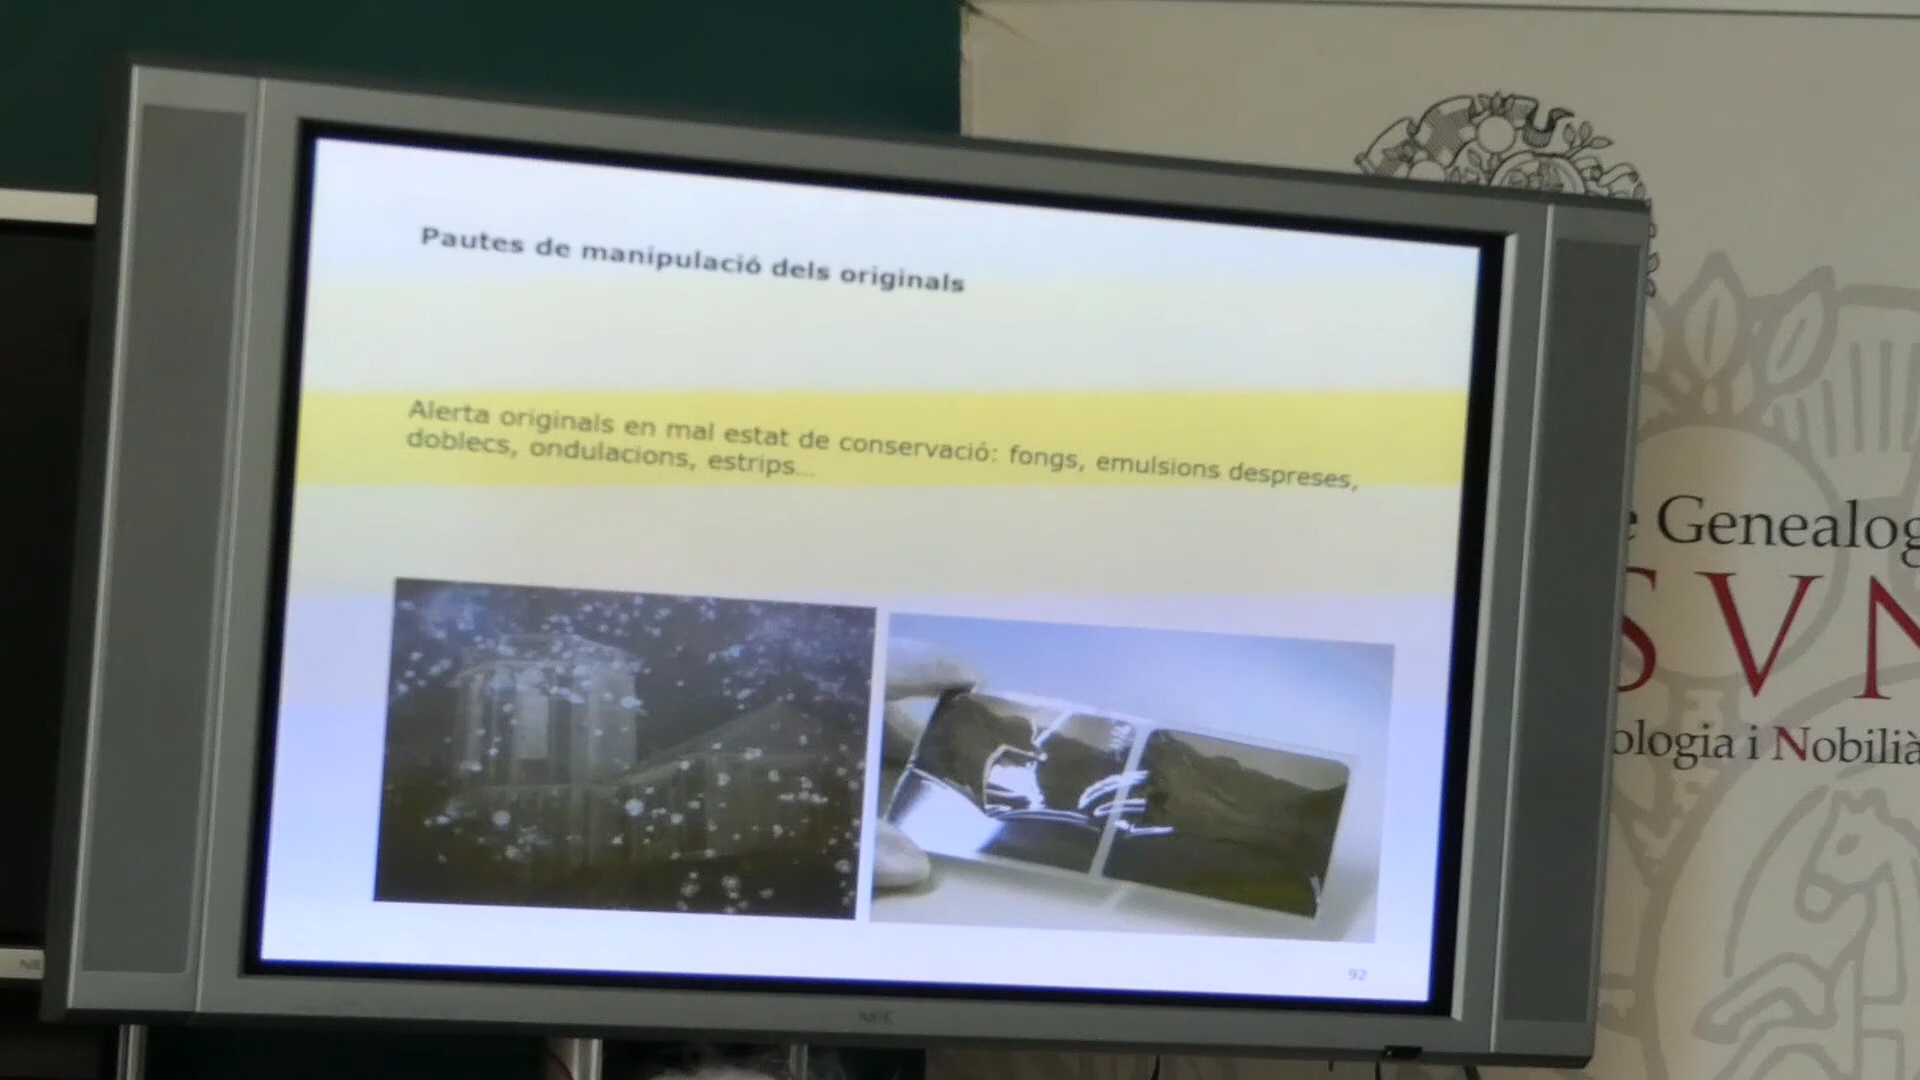 Pautes de manipulació dels originals
Alerta originals en mal estat de conservació: fongs, emulsions despreses,
doblecs, ondulacions, estrips...
92
NEC
e Genealog
SVN
ologia i Nobilià